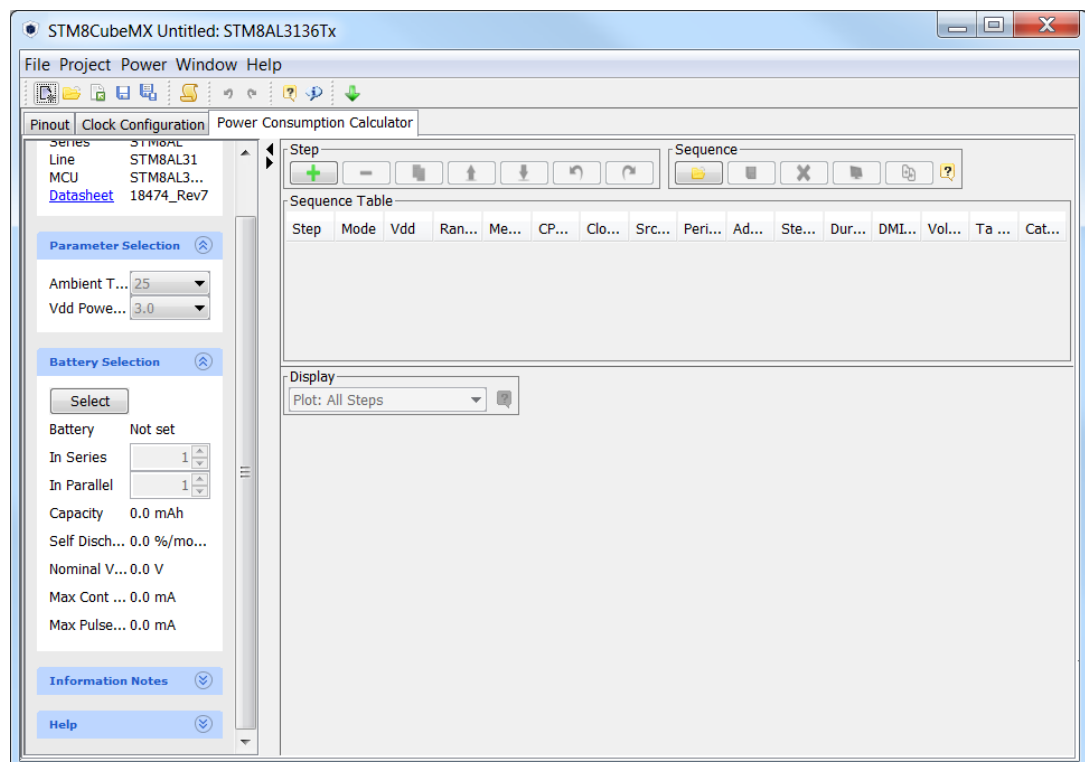 STM8CubeMX Untitled: STM8AL3136Tx
File Project Power Window Help
Pinout Clock Configuration Power Consumption Calculator
Series STM8AL
Line STM8AL31
MCU STM8AL3...
Datasheet 18474_Rev7
Parameter Selection
Ambient T... 25
Vdd Powe... 3.0
Battery Selection
Select
Battery Not set
In Series 1
In Parallel 1
Capacity 0.0 mAh
Self Disch... 0.0 %/mo...
Nominal V... 0.0 V
Max Cont ... 0.0 mA
Max Pulse... 0.0 mA
Information Notes
Help
Step
Sequence
Sequence Table
Step Mode Vdd Ran... Me... CP... Clo... Src... Peri... Ad... Ste... Dur... DMI... Vol... Ta ... Cat...
Display
Plot: All Steps